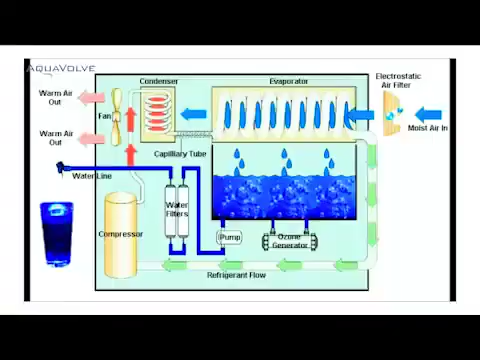 AQUAVOLVE
Condenser
Evaporator
Electrostatic
Air Filter
Warm Air
Out
Fan
Moist Air In
Warm Air
Out
Capilliary Tube
Water Line
Water
Filters
Compressor
Pump
Ozone
Generator
Refrigerant Flow